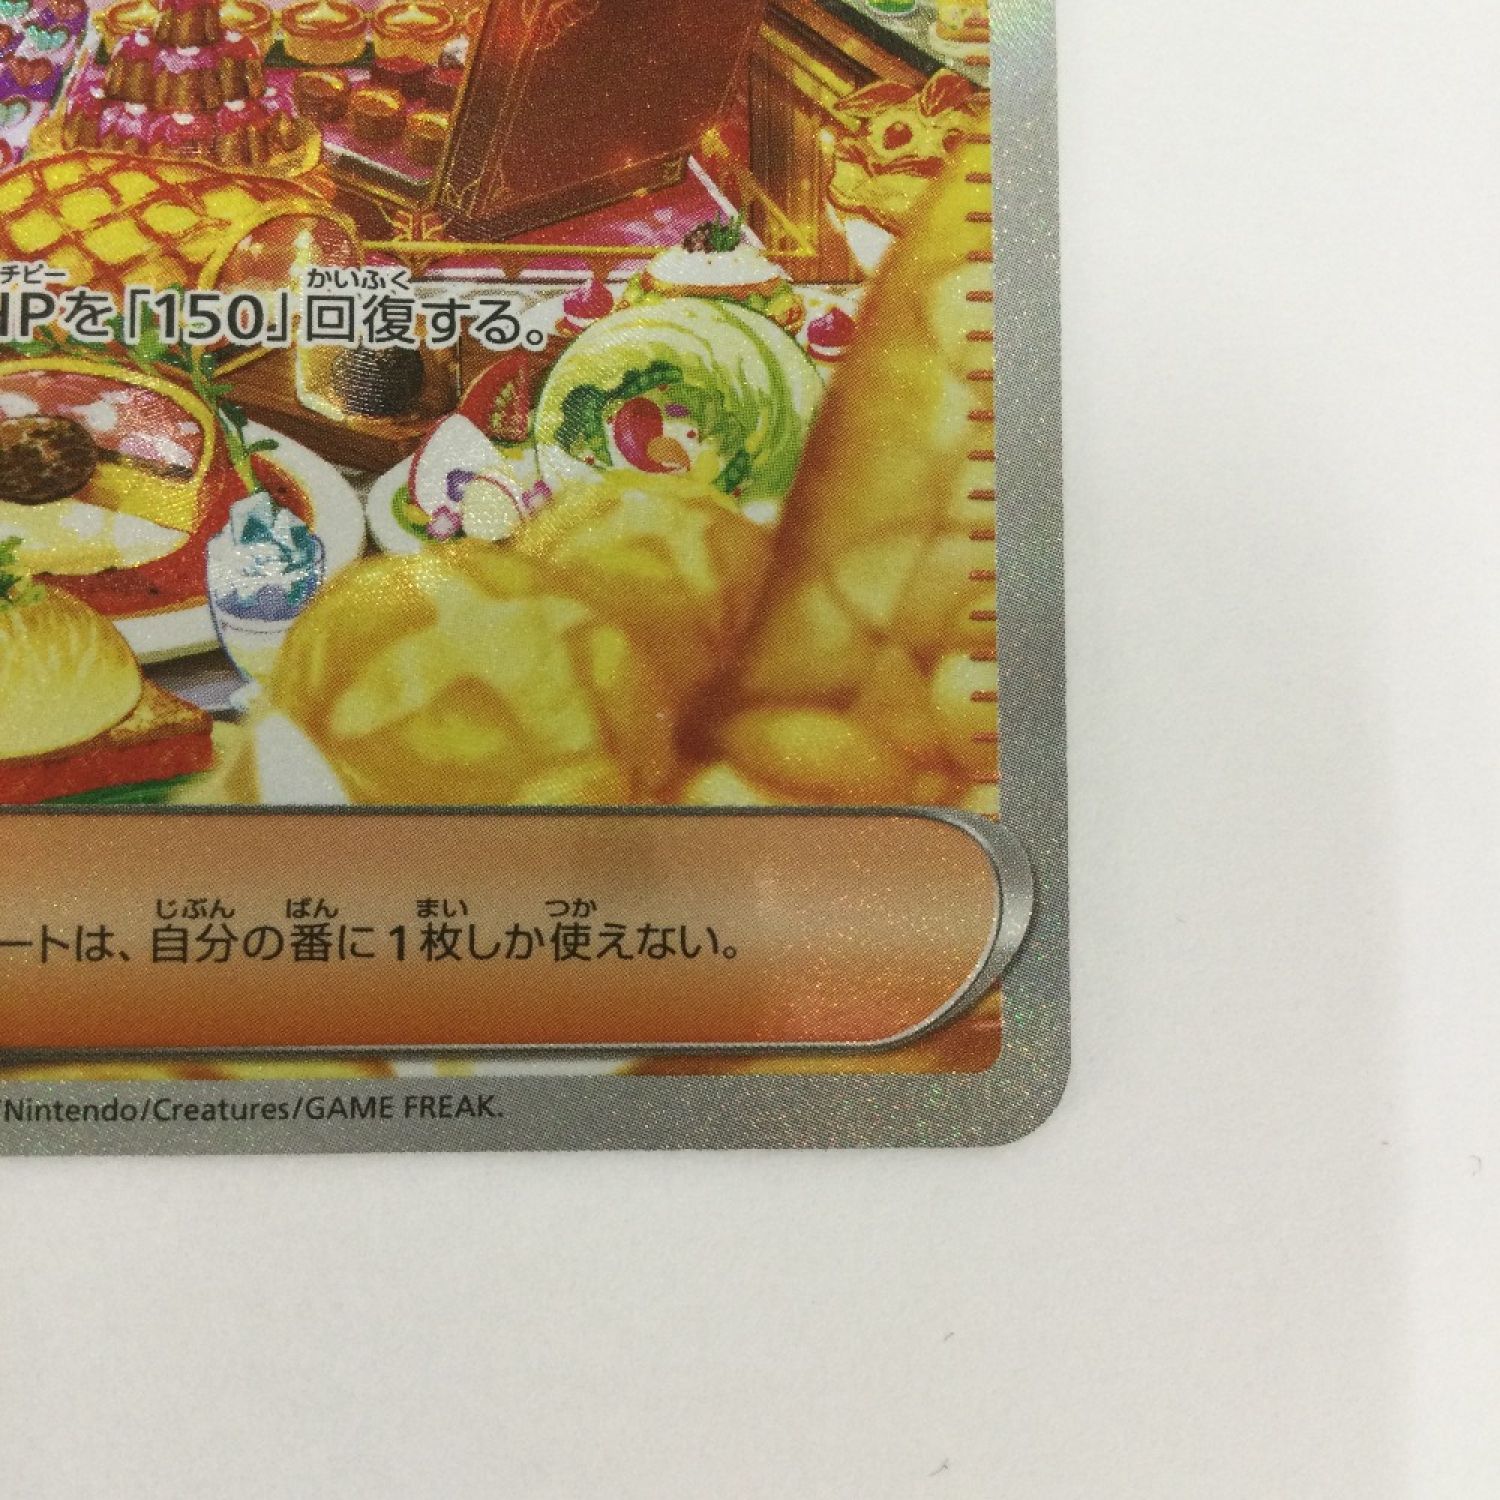 チピー かいふく
HPを「150」回復する。
じぶん ばん まい つか
ートは、自分の番に1枚しか使えない。
/Nintendo/Creatures/GAME FREAK.